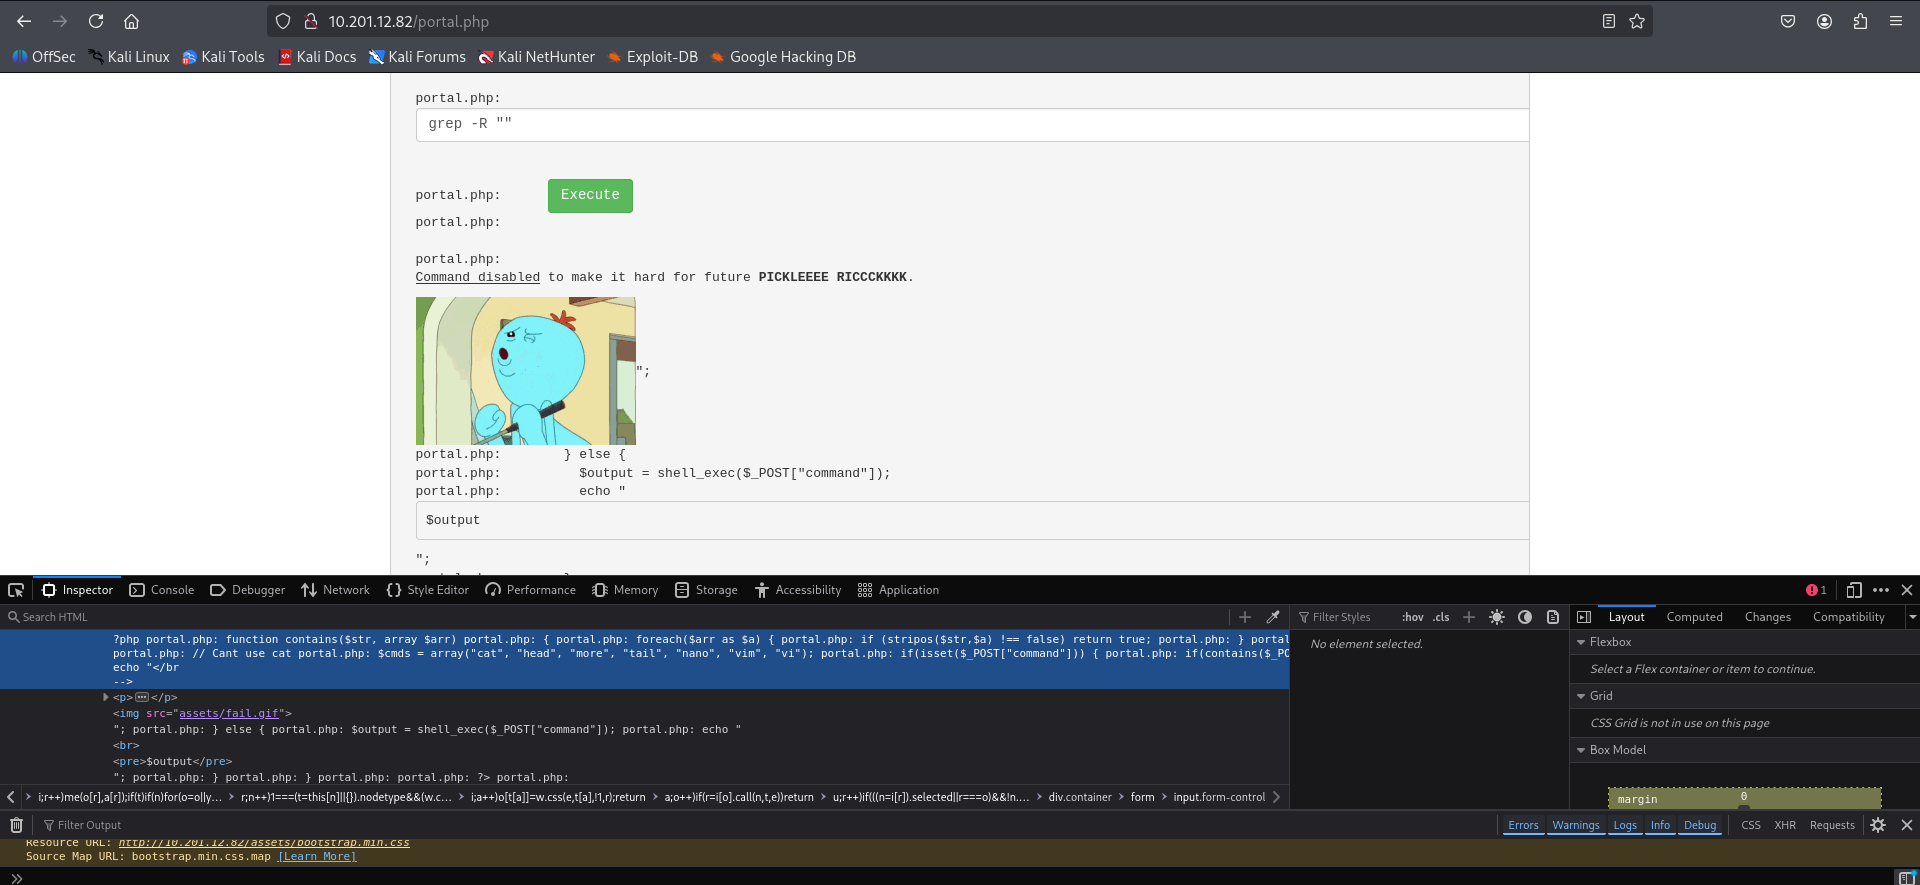 10.201.12.82/portal.php
OffSec Kali Linux Kali Tools Kali Docs Kali Forums Kali NetHunter Exploit-DB Google Hacking DB
portal.php:
grep -R ""
portal.php: Execute
portal.php:
portal.php:
Command disabled to make it hard for future PICKLEEEE RICCCKKKK.
";
portal.php: } else {
portal.php: $output = shell_exec($_POST["command"]);
portal.php: echo "
$output
";
Inspector Console Debugger Network Style Editor Performance Memory Storage Accessibility Application 1
Search HTML
Filter Styles :hov .cls
Layout Computed Changes Compatibility
?php portal.php: function contains($str, array $arr) portal.php: { portal.php: foreach($arr as $a) { portal.php: if (stripos($str,$a) !== false) return true; portal.php: } portal
portal.php: // Cant use cat portal.php: $cmds = array("cat", "head", "more", "tail", "nano", "vim", "vi"); portal.php: if(isset($_POST["command"])) { portal.php: if(contains($_PO
echo "</br
-->
<p></p>
<img src="assets/fail.gif">
"; portal.php: } else { portal.php: $output = shell_exec($_POST["command"]); portal.php: echo "
<br>
<pre>$output</pre>
"; portal.php: } portal.php: } portal.php: portal.php: ?> portal.php:
No element selected.
Flexbox
Select a Flex container or item to continue.
Grid
CSS Grid is not in use on this page
Box Model
margin 0
i;r++)me(o[r],a[r]);if(t)if(n)for(o=o||y… r;n++)1===(t=this[n]||{}).nodetype&&(w.c… i;a++)o[t[a]]=w.css(e,t[a],!1,r);return a;o++)if(r=i[o].call(n,t,e))return u;r++)if(((n=i[r]).selected||r===o)&&!n.… div.container form input.form-control
Filter Output
Errors Warnings Logs Info Debug CSS XHR Requests
Resource URL: http://10.201.12.82/assets/bootstrap.min.css
Source Map URL: bootstrap.min.css.map [Learn More]